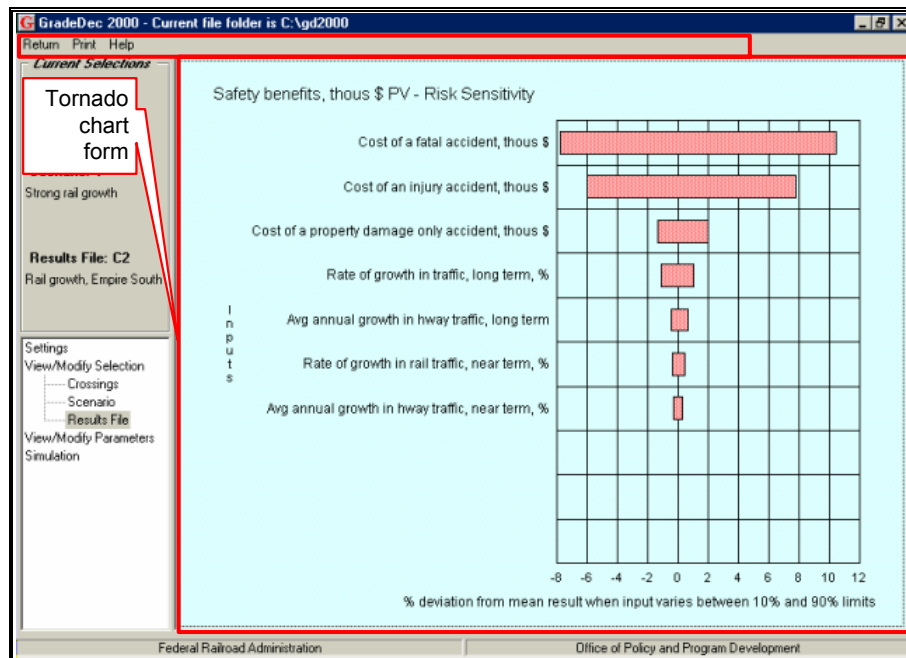 GradeDec 2000 - Current file folder is C:\gd2000
Return Print Help
Current Selections
Tornado
chart
form
Strong rail growth
Results File: C2
Rail growth, Empire South
Settings
View/Modify Selection
Crossings
Scenario
Results File
View/Modify Parameters
Simulation
Safety benefits, thous $ PV - Risk Sensitivity
Cost of a fatal accident, thous $
Cost of an injury accident, thous $
Cost of a property damage only accident, thous $
Rate of growth in traffic, long term, %
Avg annual growth in hway traffic, long term
Rate of growth in rail traffic, near term, %
Avg annual growth in hway traffic, near term, %
Inputs
-8 -6 -4 -2 0 2 4 6 8 10 12
% deviation from mean result when input varies between 10% and 90% limits
Federal Railroad Administration
Office of Policy and Program Development